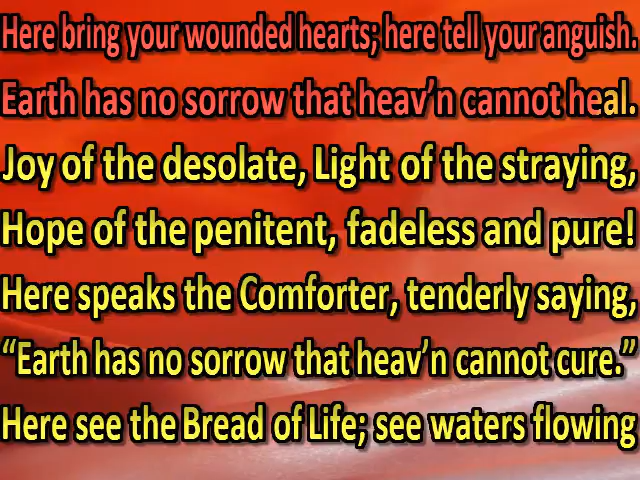 Here bring your wounded hearts; here tell your anguish.
Earth has no sorrow that heav’n cannot heal.
Joy of the desolate, Light of the straying,
Hope of the penitent, fadeless and pure!
Here speaks the Comforter, tenderly saying,
“Earth has no sorrow that heav’n cannot cure.”
Here see the Bread of Life; see waters flowing